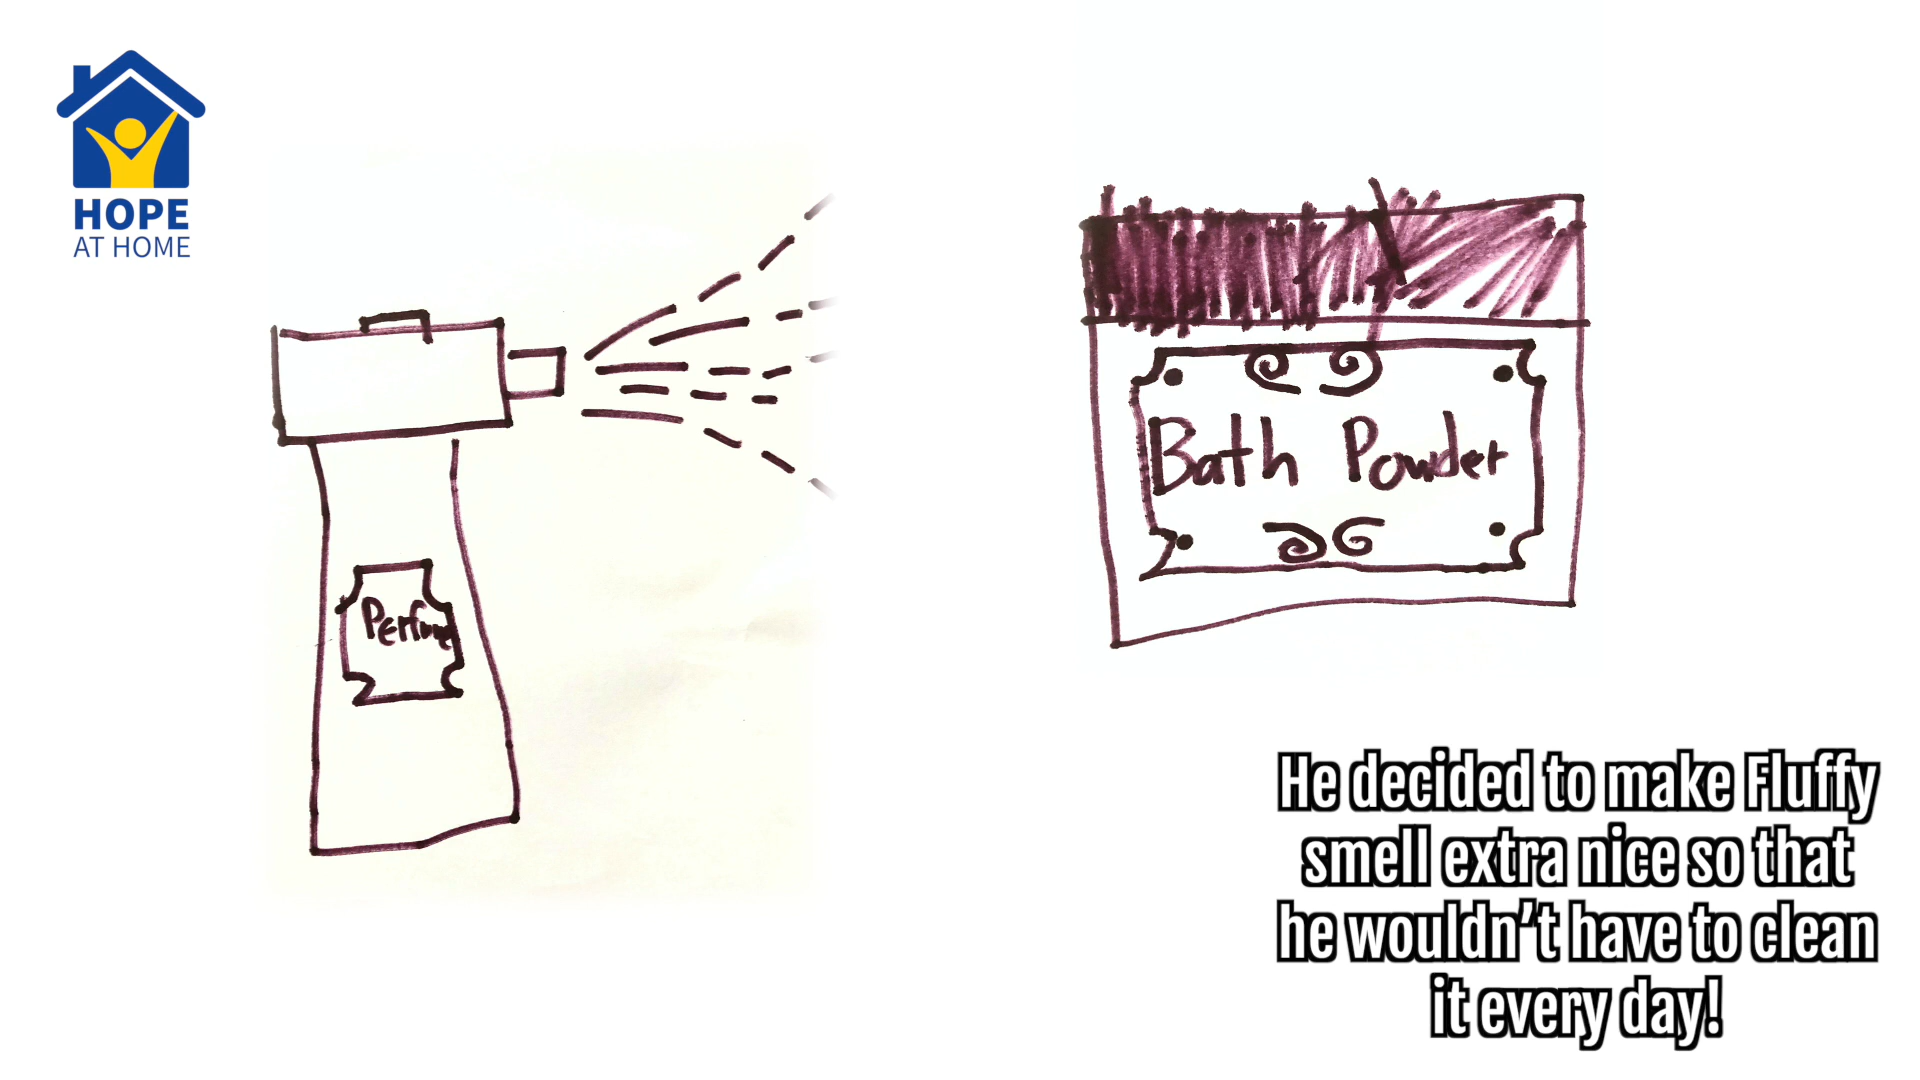 HOPE
AT HOME
Perfume
Bath Powder
He decided to make Fluffy
smell extra nice so that
he wouldn't have to clean
it every day!